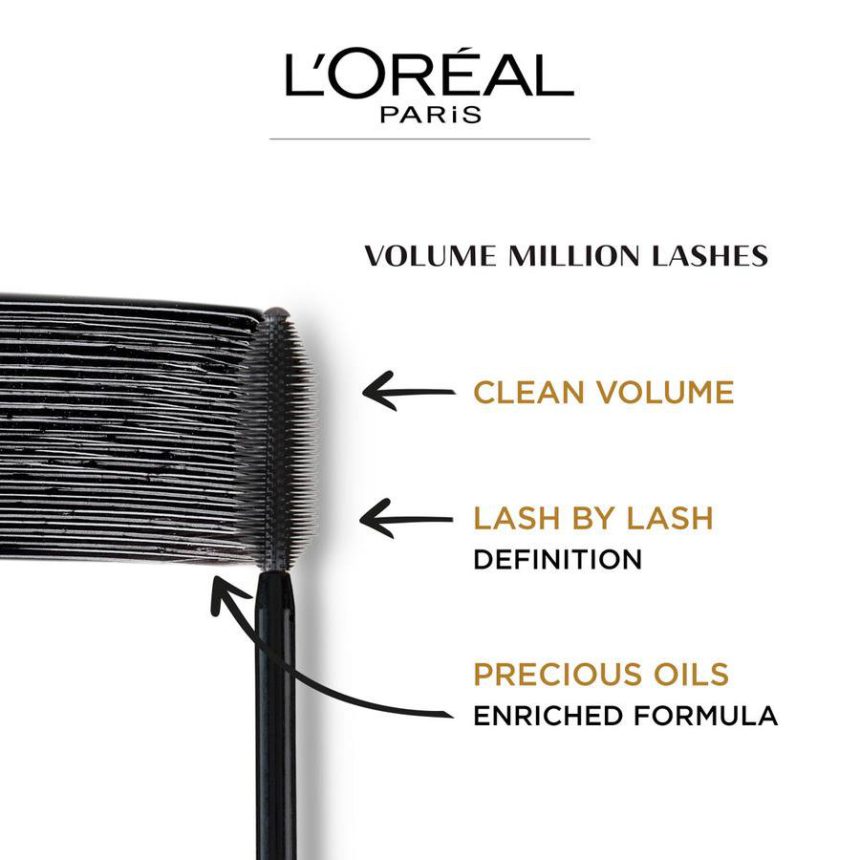 L'ORÉAL
PARiS
VOLUME MILLION LASHES
CLEAN VOLUME
LASH BY LASH
DEFINITION
PRECIOUS OILS
ENRICHED FORMULA